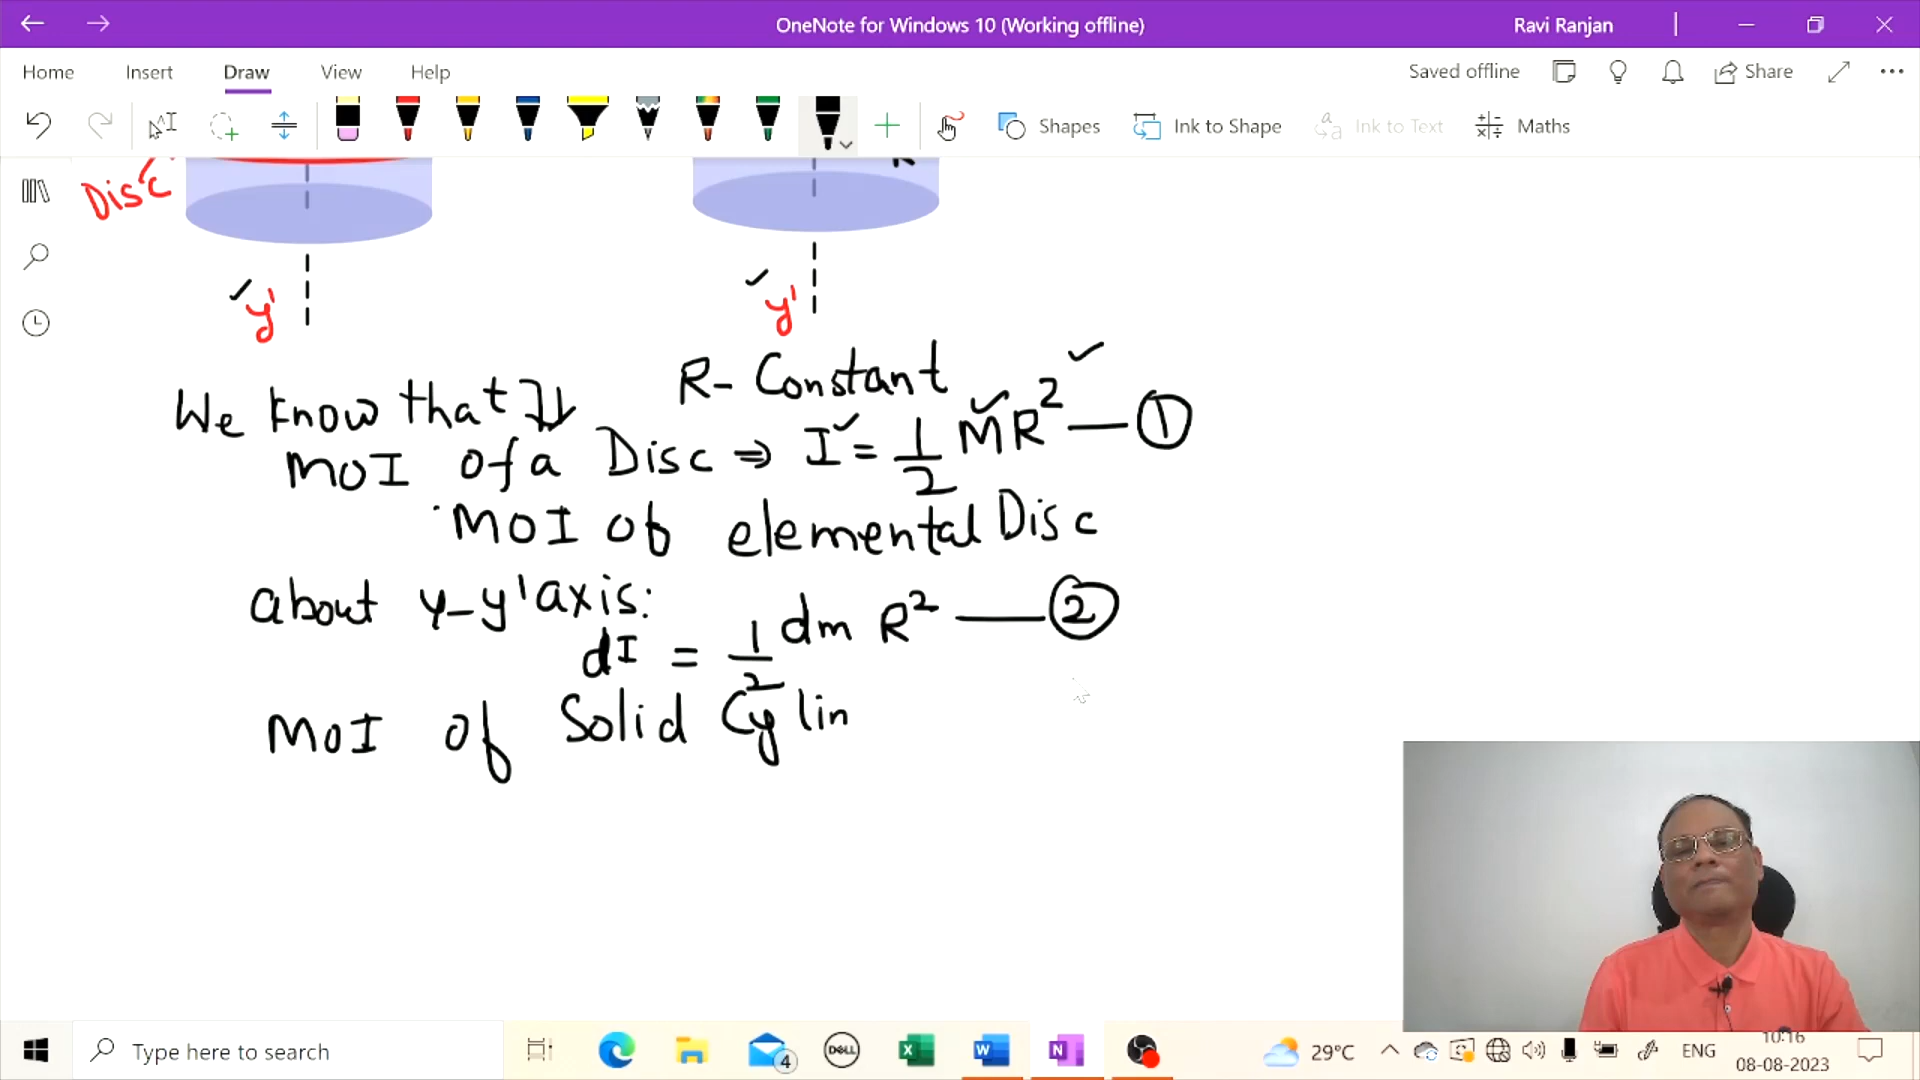 OneNote for Windows 10 (Working offline)
Ravi Ranjan
Home Insert Draw View Help
Saved offline
Share
Shapes
Ink to Shape
Ink to Text
Maths
Disc
R
y'
y'
R- Constant
We know that
MOI of a Disc ⇒ I = 1/2 MR² — ①
MOI of elemental Disc
about y-y' axis:
dI = 1/2 dm R² — ②
MOI of Solid Cylin
Type here to search
4
DELL
29°C
ENG
10:16
08-08-2023